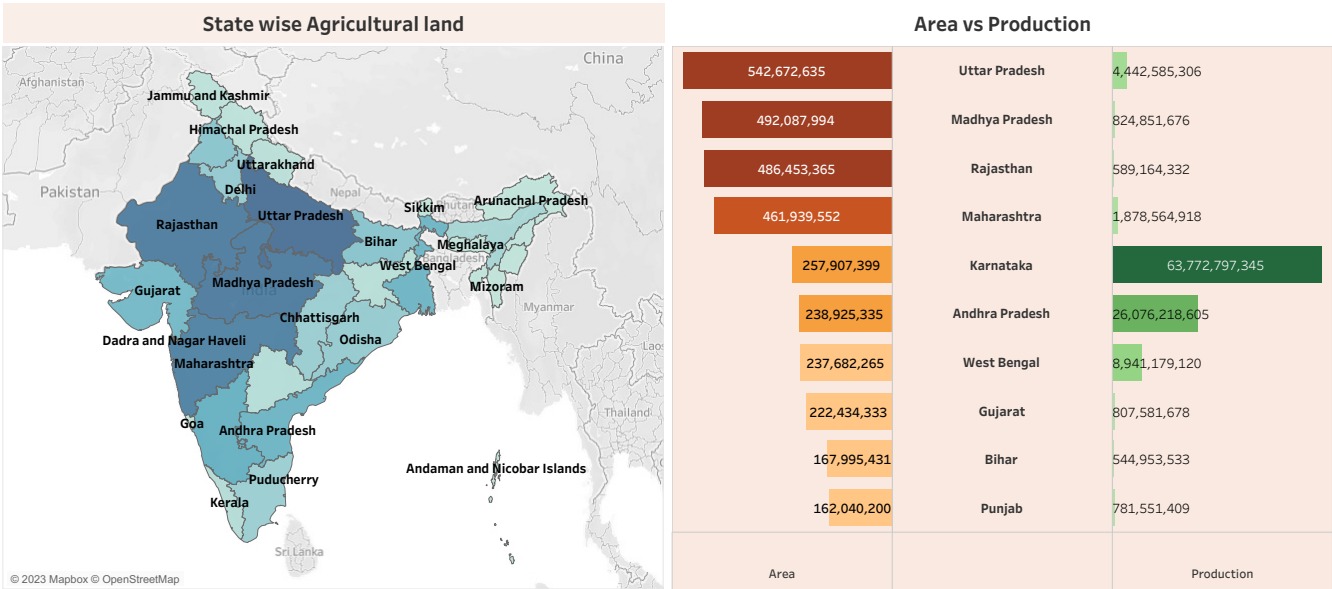 State wise Agricultural land
China
Afghanistan
Jammu and Kashmir
Himachal Pradesh
Uttarakhand
Pakistan
Delhi
Nepal
Sikkim
Bhutan
Arunachal Pradesh
Rajasthan
Uttar Pradesh
Bihar
Meghalaya
Bangladesh
West Bengal
Gujarat
Madhya Pradesh
India
Mizoram
Myanmar
Chhattisgarh
Dadra and Nagar Haveli
Odisha
Laos
Maharashtra
Thailand
Goa
Andhra Pradesh
Andaman and Nicobar Islands
Puducherry
Kerala
Sri Lanka
© 2023 Mapbox © OpenStreetMap
Area vs Production
542,672,635 Uttar Pradesh 4,442,585,306
492,087,994 Madhya Pradesh 824,851,676
486,453,365 Rajasthan 589,164,332
461,939,552 Maharashtra 1,878,564,918
257,907,399 Karnataka 63,772,797,345
238,925,335 Andhra Pradesh 26,076,218,605
237,682,265 West Bengal 8,941,179,120
222,434,333 Gujarat 807,581,678
167,995,431 Bihar 544,953,533
162,040,200 Punjab 781,551,409
Area Production